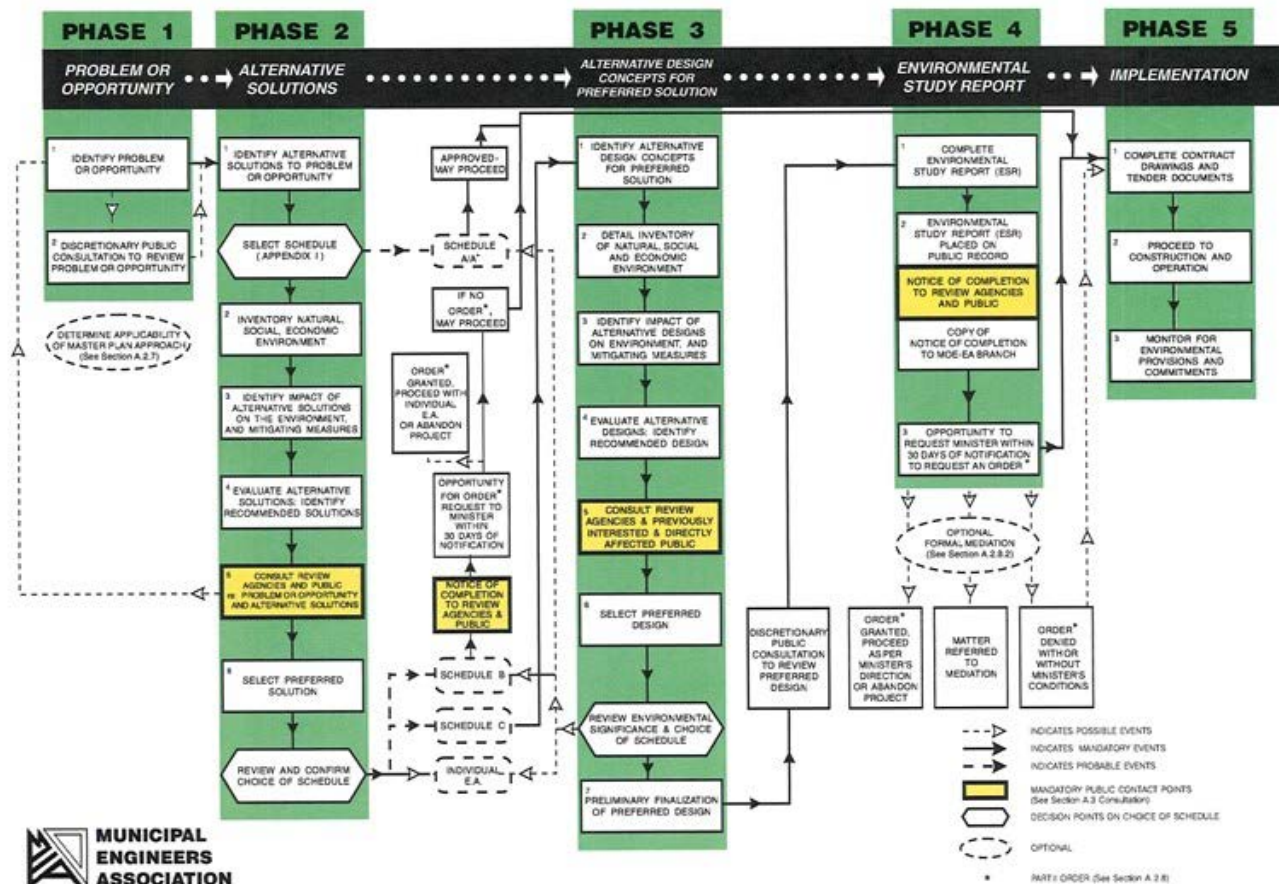 PHASE 1
PHASE 2
PHASE 3
PHASE 4
PHASE 5
PROBLEM OR
OPPORTUNITY
ALTERNATIVE
SOLUTIONS
ALTERNATIVE DESIGN
CONCEPTS FOR
PREFERRED SOLUTION
ENVIRONMENTAL
STUDY REPORT
IMPLEMENTATION
1
IDENTIFY PROBLEM
OR OPPORTUNITY
2
DISCRETIONARY PUBLIC
CONSULTATION TO REVIEW
PROBLEM OR OPPORTUNITY
DETERMINE APPLICABILITY
OF MASTER PLAN APPROACH
(See Section A.2.7)
1
IDENTIFY ALTERNATIVE
SOLUTIONS TO PROBLEM
OR OPPORTUNITY
SELECT SCHEDULE
(APPENDIX I)
2
INVENTORY NATURAL,
SOCIAL, ECONOMIC
ENVIRONMENT
3
IDENTIFY IMPACT OF
ALTERNATIVE SOLUTIONS
ON THE ENVIRONMENT,
AND MITIGATING MEASURES
4
EVALUATE ALTERNATIVE
SOLUTIONS: IDENTIFY
RECOMMENDED SOLUTIONS
5
CONSULT REVIEW
AGENCIES AND PUBLIC
re PROBLEM OR OPPORTUNITY
AND ALTERNATIVE SOLUTIONS
6
SELECT PREFERRED
SOLUTION
REVIEW AND CONFIRM
CHOICE OF SCHEDULE
APPROVED-
MAY PROCEED
SCHEDULE
A/A+
IF NO
ORDER*,
MAY PROCEED
ORDER*
GRANTED,
PROCEED WITH
INDIVIDUAL
E.A.
OR ABANDON
PROJECT
OPPORTUNITY
FOR ORDER*
REQUEST TO
MINISTER
WITHIN
30 DAYS OF
NOTIFICATION
NOTICE OF
COMPLETION
TO REVIEW
AGENCIES &
PUBLIC
SCHEDULE B
SCHEDULE C
INDIVIDUAL
E.A.
1
IDENTIFY ALTERNATIVE
DESIGN CONCEPTS
FOR PREFERRED
SOLUTION
2
DETAIL INVENTORY
OF NATURAL, SOCIAL
AND ECONOMIC
ENVIRONMENT
3
IDENTIFY IMPACT OF
ALTERNATIVE DESIGNS
ON ENVIRONMENT, AND
MITIGATING MEASURES
4
EVALUATE ALTERNATIVE
DESIGNS: IDENTIFY
RECOMMENDED DESIGN
5
CONSULT REVIEW
AGENCIES & PREVIOUSLY
INTERESTED & DIRECTLY
AFFECTED PUBLIC
6
SELECT PREFERRED
DESIGN
REVIEW ENVIRONMENTAL
SIGNIFICANCE & CHOICE
OF SCHEDULE
7
PRELIMINARY FINALIZATION
OF PREFERRED DESIGN
DISCRETIONARY
PUBLIC
CONSULTATION
TO REVIEW
PREFERRED
DESIGN
1
COMPLETE
ENVIRONMENTAL
STUDY REPORT (ESR)
2
ENVIRONMENTAL
STUDY REPORT (ESR)
PLACED ON
PUBLIC RECORD
NOTICE OF COMPLETION
TO REVIEW AGENCIES
AND PUBLIC
COPY OF
NOTICE OF COMPLETION
TO MOE-EA BRANCH
3
OPPORTUNITY TO
REQUEST MINISTER WITHIN
30 DAYS OF NOTIFICATION
TO REQUEST AN ORDER*
OPTIONAL
FORMAL MEDIATION
(See Section A.2.8.2)
ORDER*
GRANTED,
PROCEED
AS PER
MINISTER'S
DIRECTION
OR ABANDON
PROJECT
MATTER
REFERRED
TO
MEDIATION
ORDER*
DENIED
WITH OR
WITHOUT
MINISTER'S
CONDITIONS
1
COMPLETE CONTRACT
DRAWINGS AND
TENDER DOCUMENTS
2
PROCEED TO
CONSTRUCTION AND
OPERATION
3
MONITOR FOR
ENVIRONMENTAL
PROVISIONS AND
COMMITMENTS
INDICATES POSSIBLE EVENTS
INDICATES MANDATORY EVENTS
INDICATES PROBABLE EVENTS
MANDATORY PUBLIC CONTACT POINTS
(See Section A.3 Consultation)
DECISION POINTS ON CHOICE OF SCHEDULE
OPTIONAL
* PART II ORDER (See Section A.2.8)
MUNICIPAL
ENGINEERS
ASSOCIATION